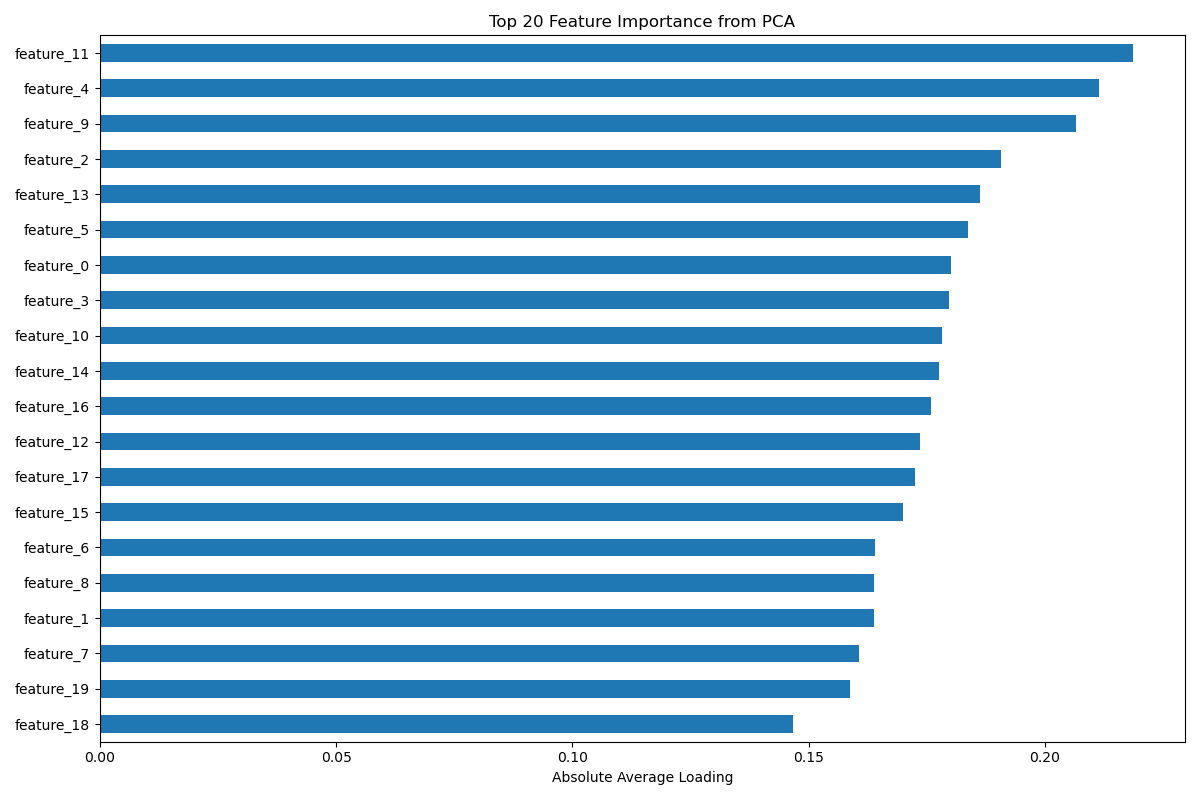 Top 20 Feature Importance from PCA
feature_11
feature_4
feature_9
feature_2
feature_13
feature_5
feature_0
feature_3
feature_10
feature_14
feature_16
feature_12
feature_17
feature_15
feature_6
feature_8
feature_1
feature_7
feature_19
feature_18
0.00 0.05 0.10 0.15 0.20
Absolute Average Loading